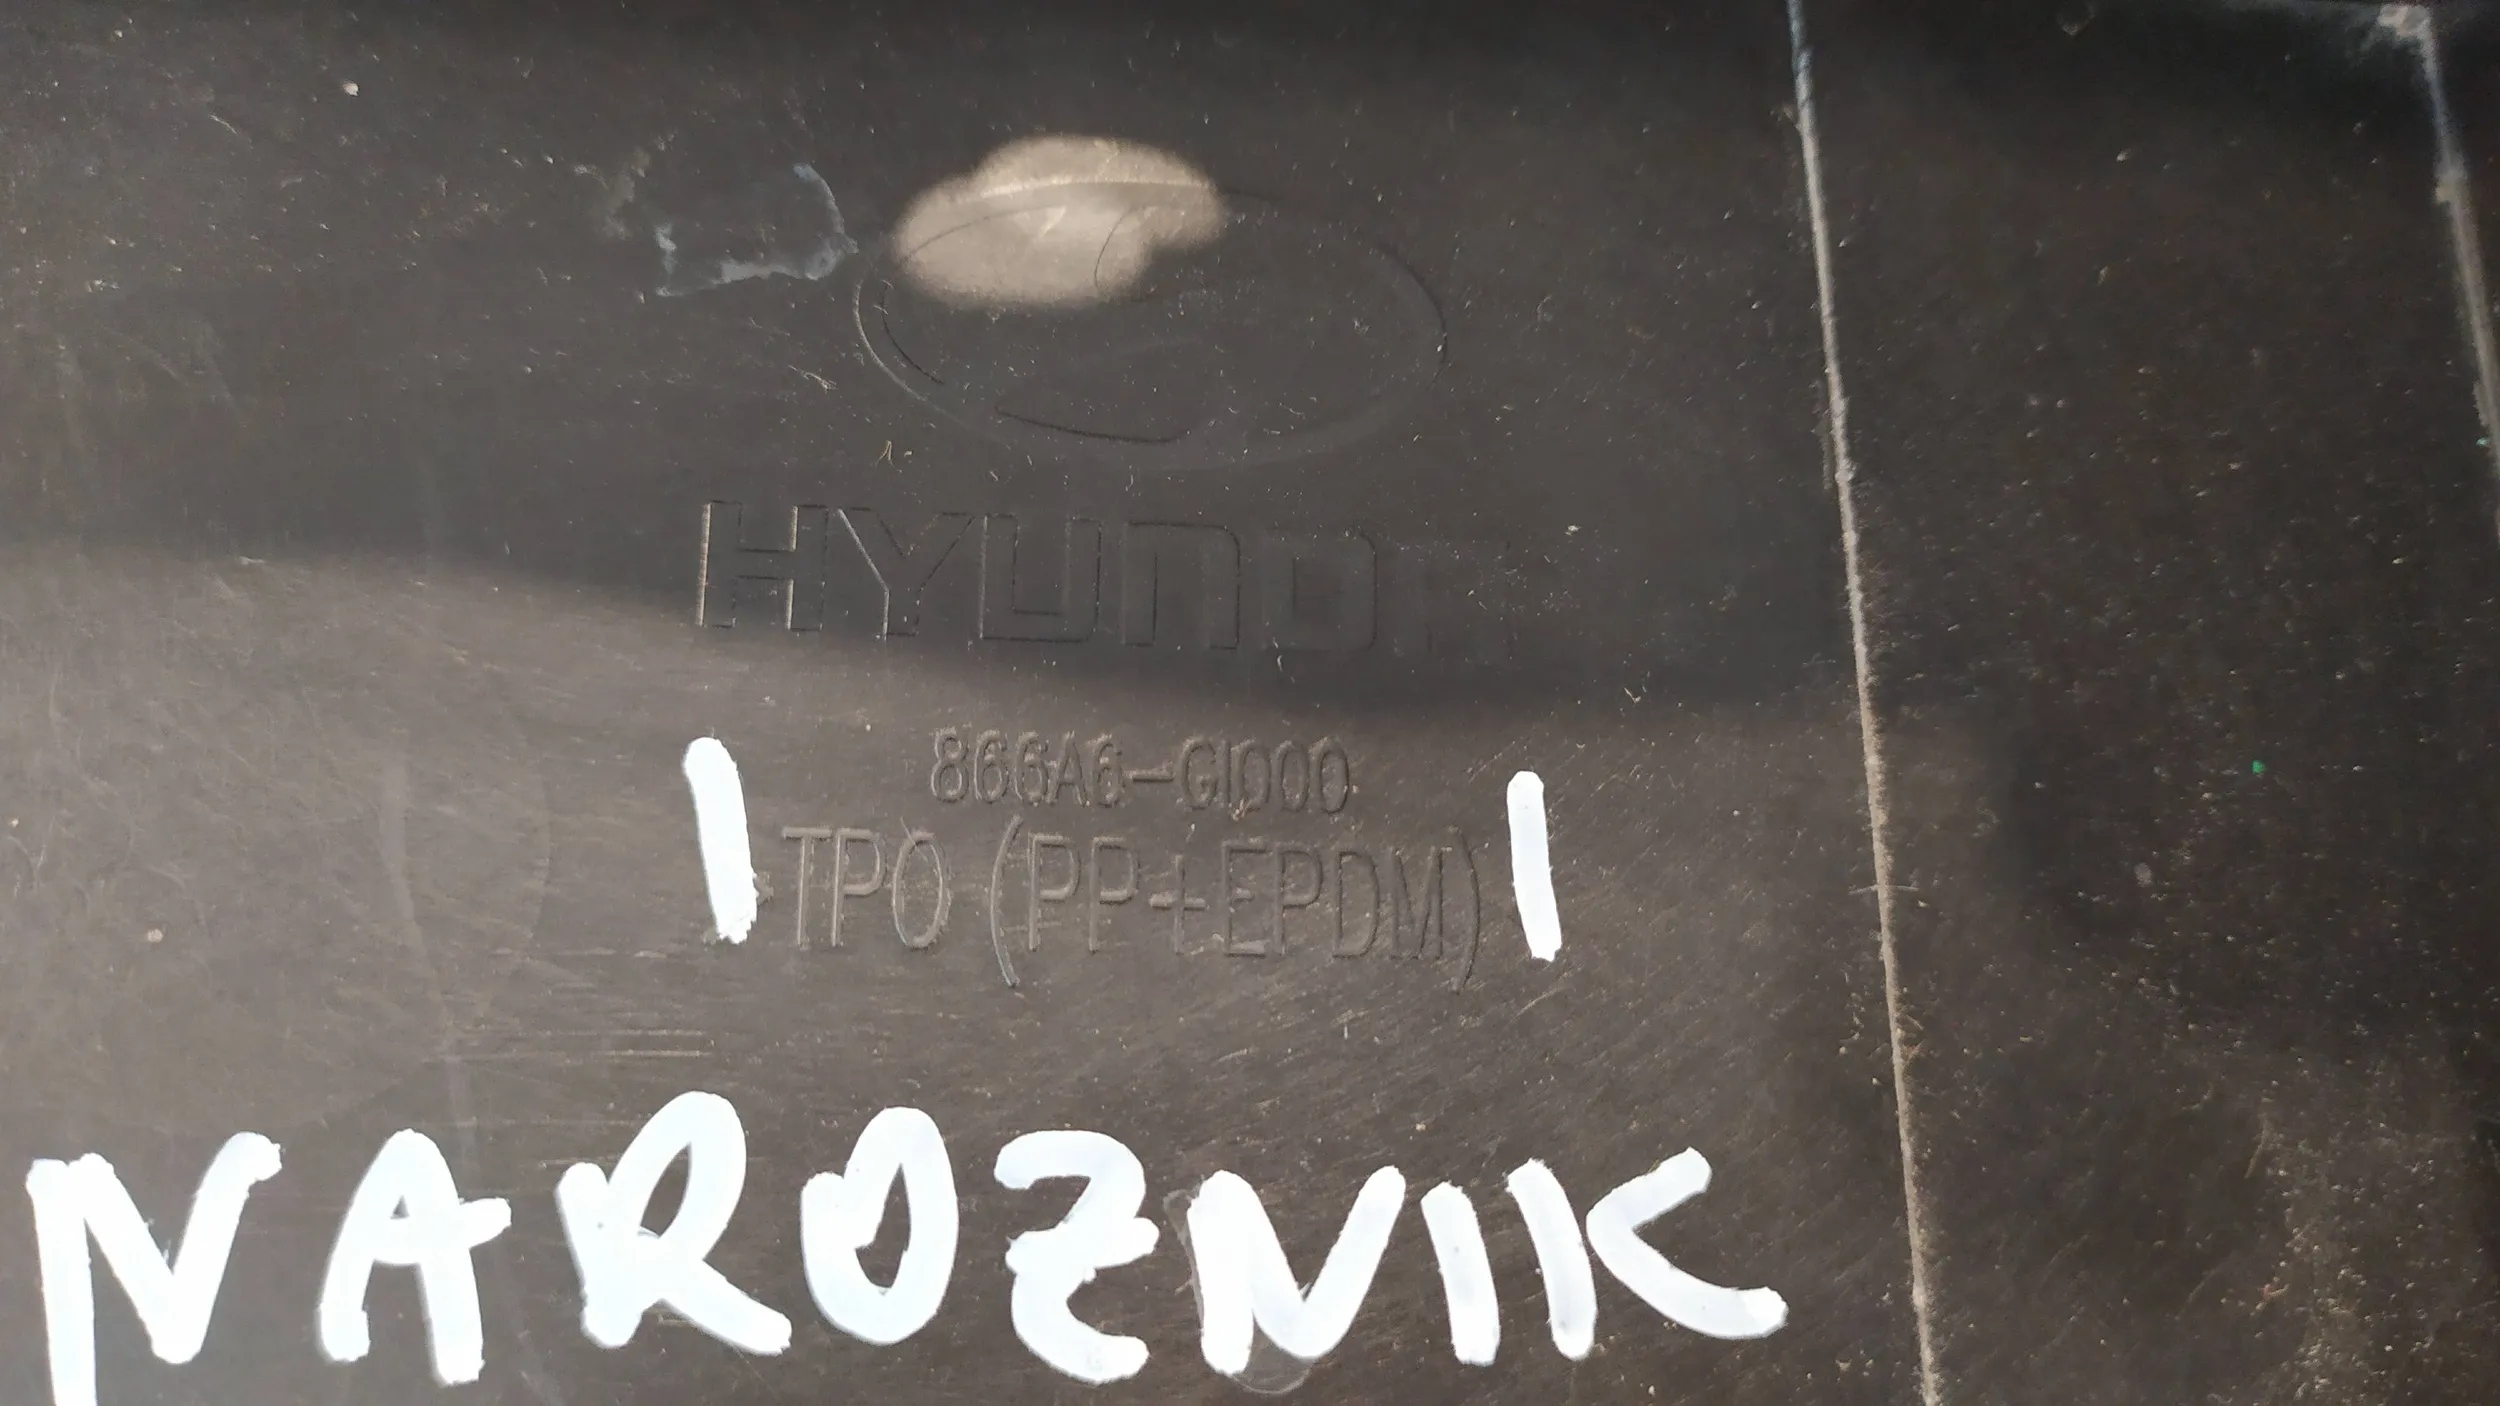 HYUNDAI
866A6-GI000
TPO (PP+EPDM)
NAROZNIK